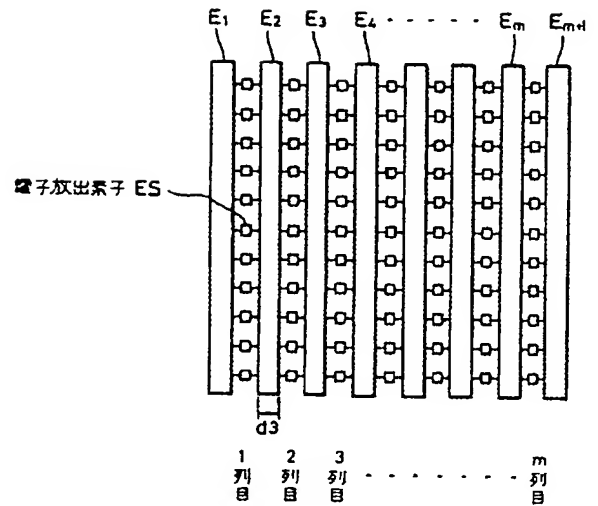 E1 E2 E3 E4 - - - - - - Em Em+1
電子放出素子 ES
d3
1列目 2列目 3列目 - - - - - - - m列目